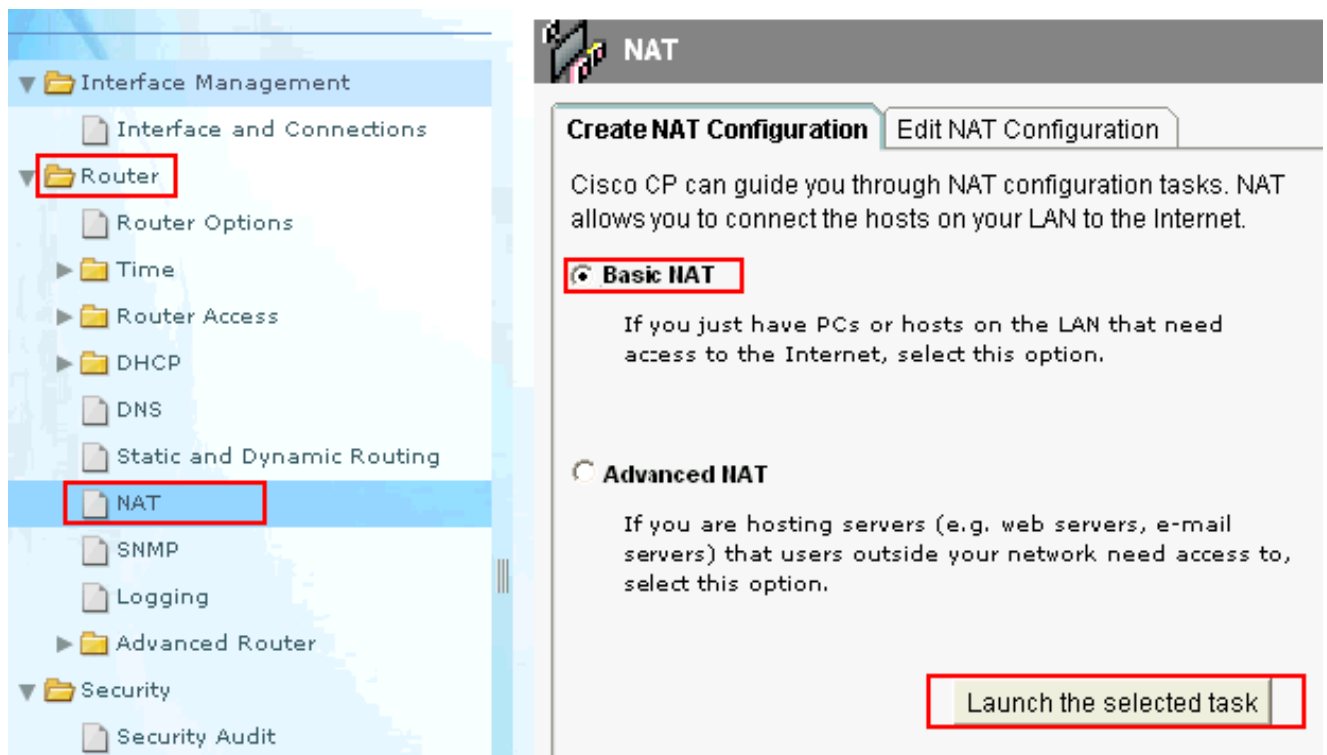 Interface Management
Interface and Connections
Router
Router Options
Time
Router Access
DHCP
DNS
Static and Dynamic Routing
NAT
SNMP
Logging
Advanced Router
Security
Security Audit
NAT
Create NAT Configuration
Edit NAT Configuration
Cisco CP can guide you through NAT configuration tasks. NAT
allows you to connect the hosts on your LAN to the Internet.
Basic NAT
If you just have PCs or hosts on the LAN that need
access to the Internet, select this option.
Advanced NAT
If you are hosting servers (e.g. web servers, e-mail
servers) that users outside your network need access to,
select this option.
Launch the selected task